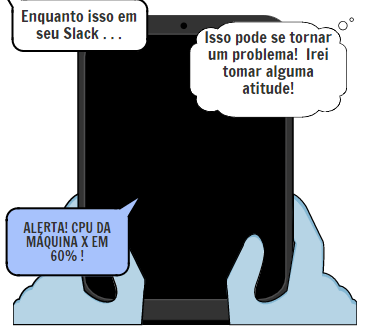 Enquanto isso em
seu Slack . . .
Isso pode se tornar
um problema! Irei
tomar alguma
atitude!
ALERTA! CPU DA
MÁQUINA X EM
60% !